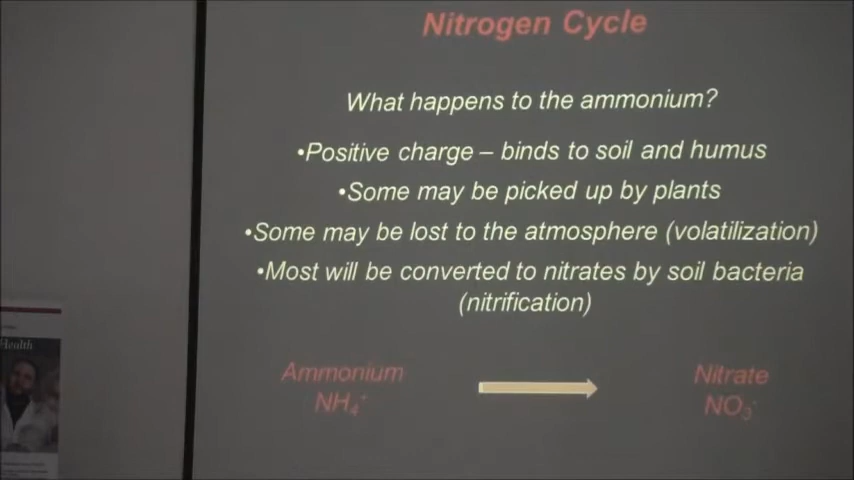 Nitrogen Cycle
What happens to the ammonium?
•Positive charge – binds to soil and humus
•Some may be picked up by plants
•Some may be lost to the atmosphere (volatilization)
•Most will be converted to nitrates by soil bacteria
(nitrification)
Ammonium
NH₄⁺
Nitrate
NO₃⁻
Health